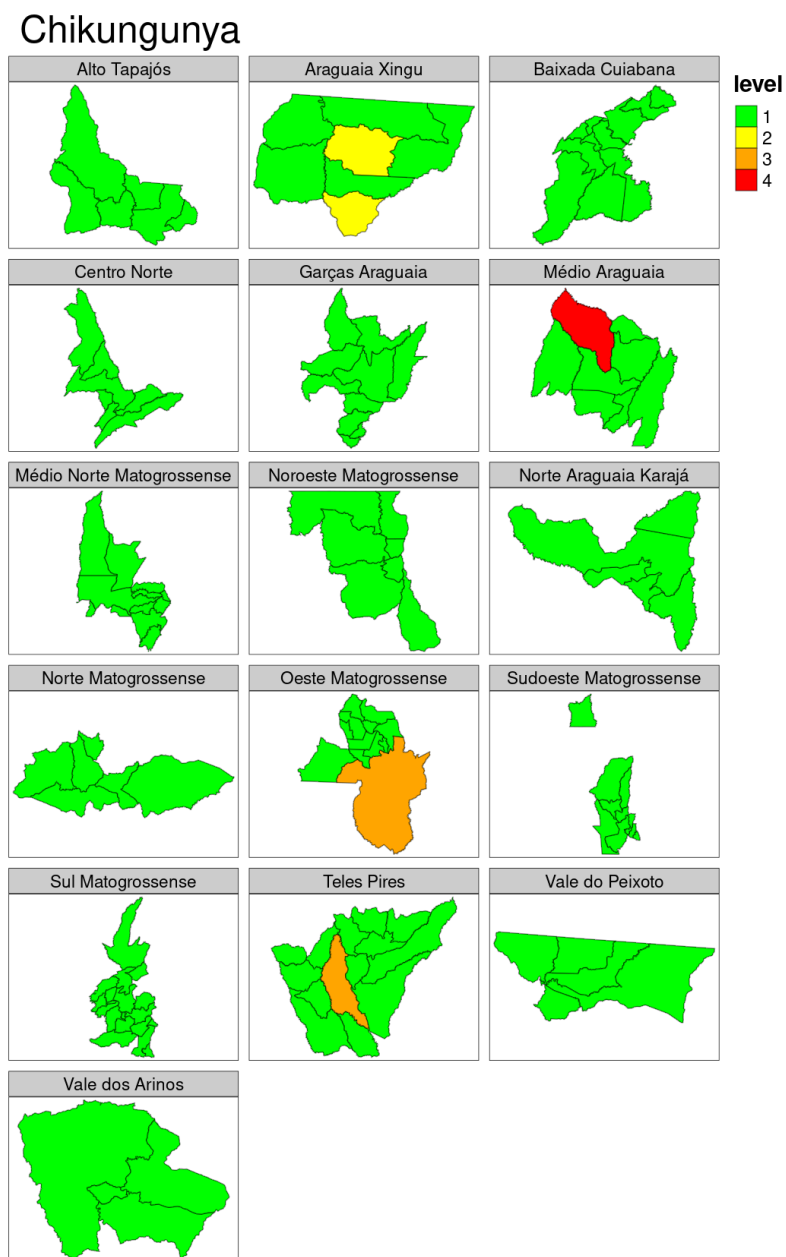 Chikungunya
Alto Tapajós
Araguaia Xingu
Baixada Cuiabana
level
1
2
3
4
Centro Norte
Garças Araguaia
Médio Araguaia
Médio Norte Matogrossense
Noroeste Matogrossense
Norte Araguaia Karajá
Norte Matogrossense
Oeste Matogrossense
Sudoeste Matogrossense
Sul Matogrossense
Teles Pires
Vale do Peixoto
Vale dos Arinos